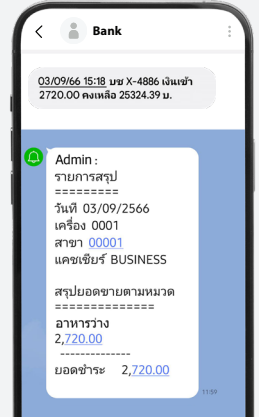 Bank
03/09/66 15:18 บช X-4886 เงินเข้า
2720.00 คงเหลือ 25324.39 บ.
Admin :
รายการสรุป
=========
วันที่ 03/09/2566
เครื่อง 0001
สาขา 00001
แคชเชียร์ BUSINESS
สรุปยอดขายตามหมวด
==============
อาหารว่าง
2,720.00
--------------
ยอดชำระ 2,720.00
11:59